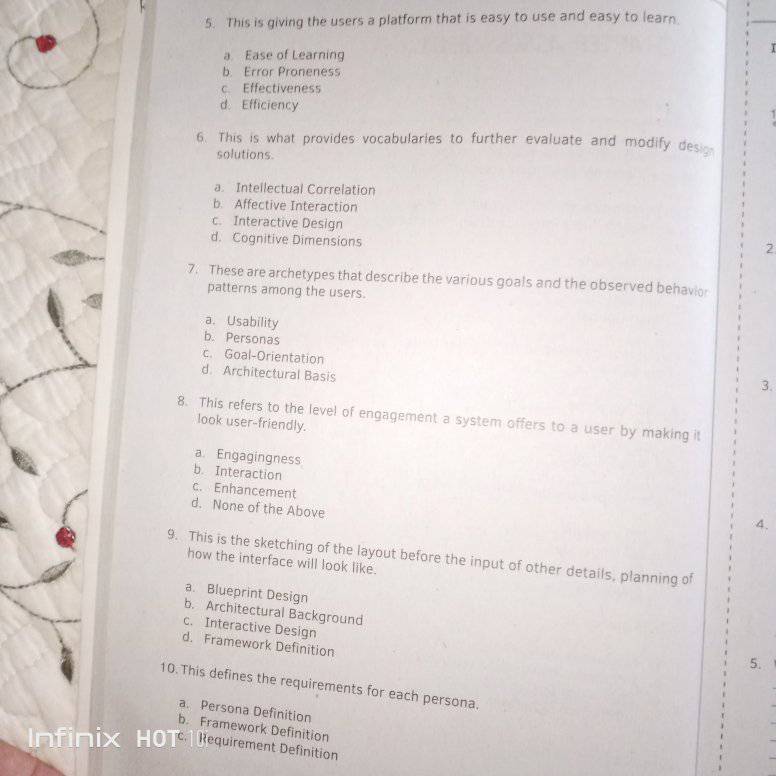 5. This is giving the users a platform that is easy to use and easy to learn.
a. Ease of Learning
b. Error Proneness
c. Effectiveness
d. Efficiency
6. This is what provides vocabularies to further evaluate and modify design
solutions.
a. Intellectual Correlation
b. Affective Interaction
c. Interactive Design
d. Cognitive Dimensions
7. These are archetypes that describe the various goals and the observed behavior
patterns among the users.
a. Usability
b. Personas
c. Goal-Orientation
d. Architectural Basis
8. This refers to the level of engagement a system offers to a user by making it
look user-friendly.
a. Engagingness
b. Interaction
c. Enhancement
d. None of the Above
9. This is the sketching of the layout before the input of other details, planning of
how the interface will look like.
a. Blueprint Design
b. Architectural Background
c. Interactive Design
d. Framework Definition
10. This defines the requirements for each persona.
a. Persona Definition
b. Framework Definition
c. Requirement Definition
Infinix HOT 10i
2.
3.
4.
5.